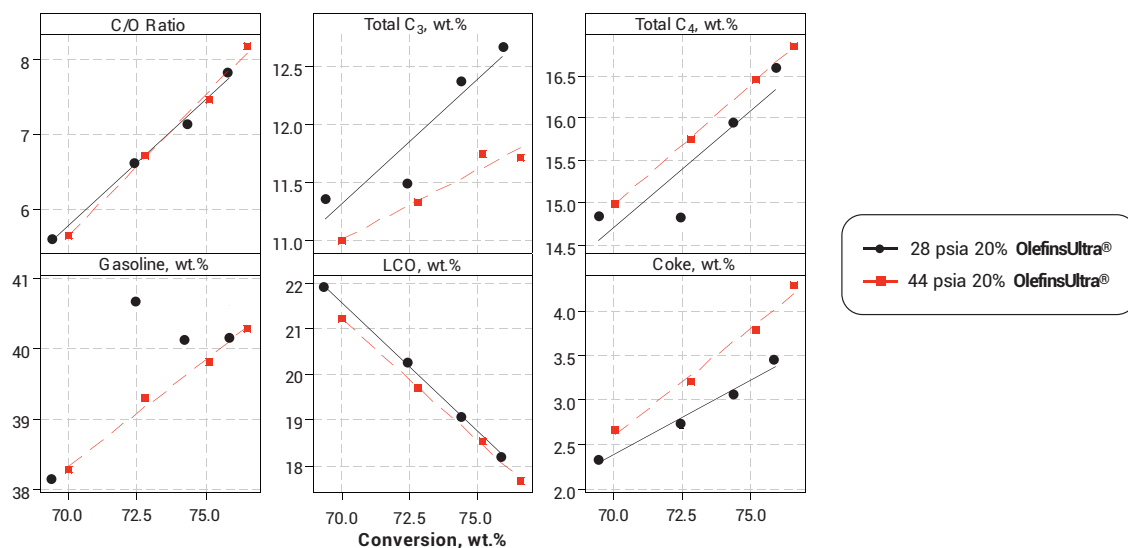 C/O Ratio
Total C₃, wt.%
Total C₄, wt.%
8
7
6
12.5
12.0
11.5
11.0
16.5
16.0
15.5
15.0
14.5
Gasoline, wt.%
LCO, wt.%
Coke, wt.%
41
40
39
38
22
21
20
19
18
4.0
3.5
3.0
2.5
2.0
70.0 72.5 75.0
70.0 72.5 75.0
70.0 72.5 75.0
Conversion, wt.%
28 psia 20% OlefinsUltra®
44 psia 20% OlefinsUltra®